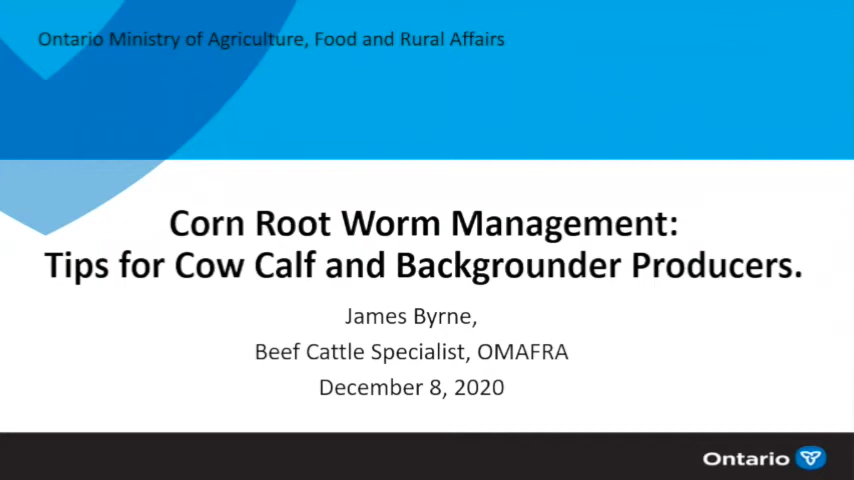 Ontario Ministry of Agriculture, Food and Rural Affairs
Corn Root Worm Management:
Tips for Cow Calf and Backgrounder Producers.
James Byrne,
Beef Cattle Specialist, OMAFRA
December 8, 2020
Ontario